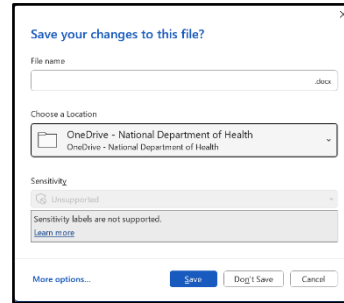 Save your changes to this file?
File name
.docx
Choose a Location
OneDrive - National Department of Health
OneDrive - National Department of Health
Sensitivity
Unsupported
Sensitivity labels are not supported.
Learn more
More options...
Save
Don't Save
Cancel